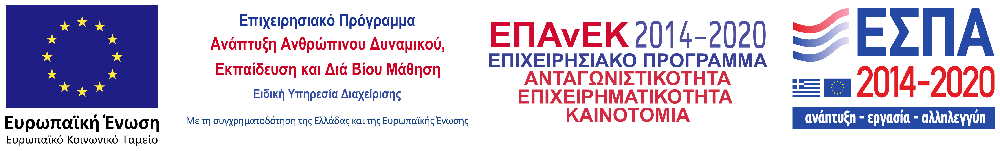 Ευρωπαϊκή Ένωση
Ευρωπαϊκό Κοινωνικό Ταμείο
Επιχειρησιακό Πρόγραμμα
Ανάπτυξη Ανθρώπινου Δυναμικού,
Εκπαίδευση και Διά Βίου Μάθηση
Ειδική Υπηρεσία Διαχείρισης
Με τη συγχρηματοδότηση της Ελλάδας και της Ευρωπαϊκής Ένωσης
ΕΠΑνΕΚ 2014–2020
ΕΠΙΧΕΙΡΗΣΙΑΚΟ ΠΡΟΓΡΑΜΜΑ
ΑΝΤΑΓΩΝΙΣΤΙΚΟΤΗΤΑ
ΕΠΙΧΕΙΡΗΜΑΤΙΚΟΤΗΤΑ
ΚΑΙΝΟΤΟΜΙΑ
ΕΣΠΑ
2014-2020
ανάπτυξη - εργασία - αλληλεγγύη